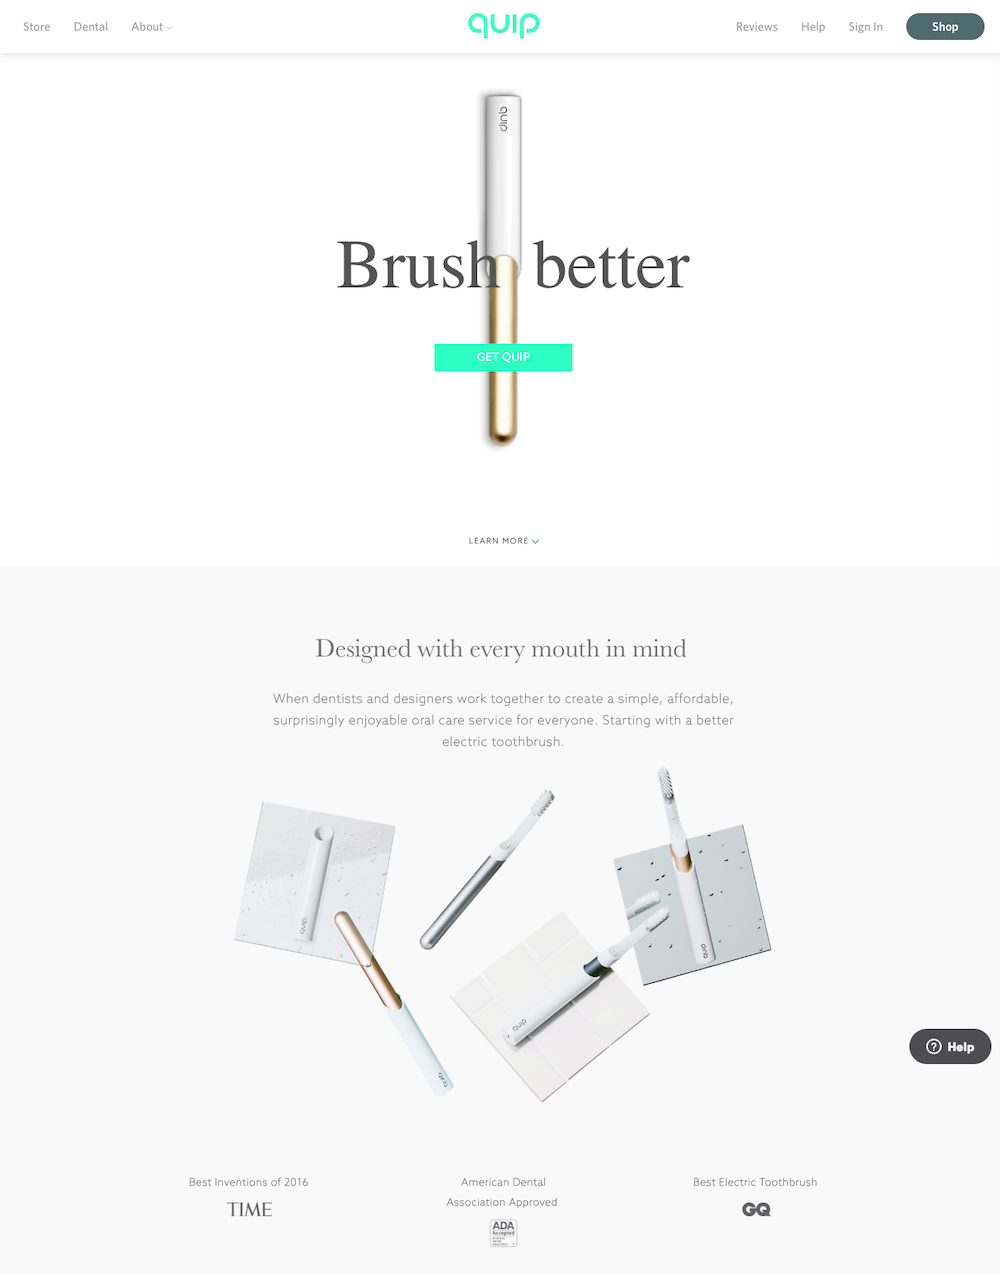 Store Dental About quip Reviews Help Sign In Shop
quip
Brush better
GET QUIP
LEARN MORE
Designed with every mouth in mind
When dentists and designers work together to create a simple, affordable,
surprisingly enjoyable oral care service for everyone. Starting with a better
electric toothbrush.
quip
quip
quip
quip
Help
Best Inventions of 2016
TIME
American Dental
Association Approved
ADA
Accepted
Best Electric Toothbrush
GQ